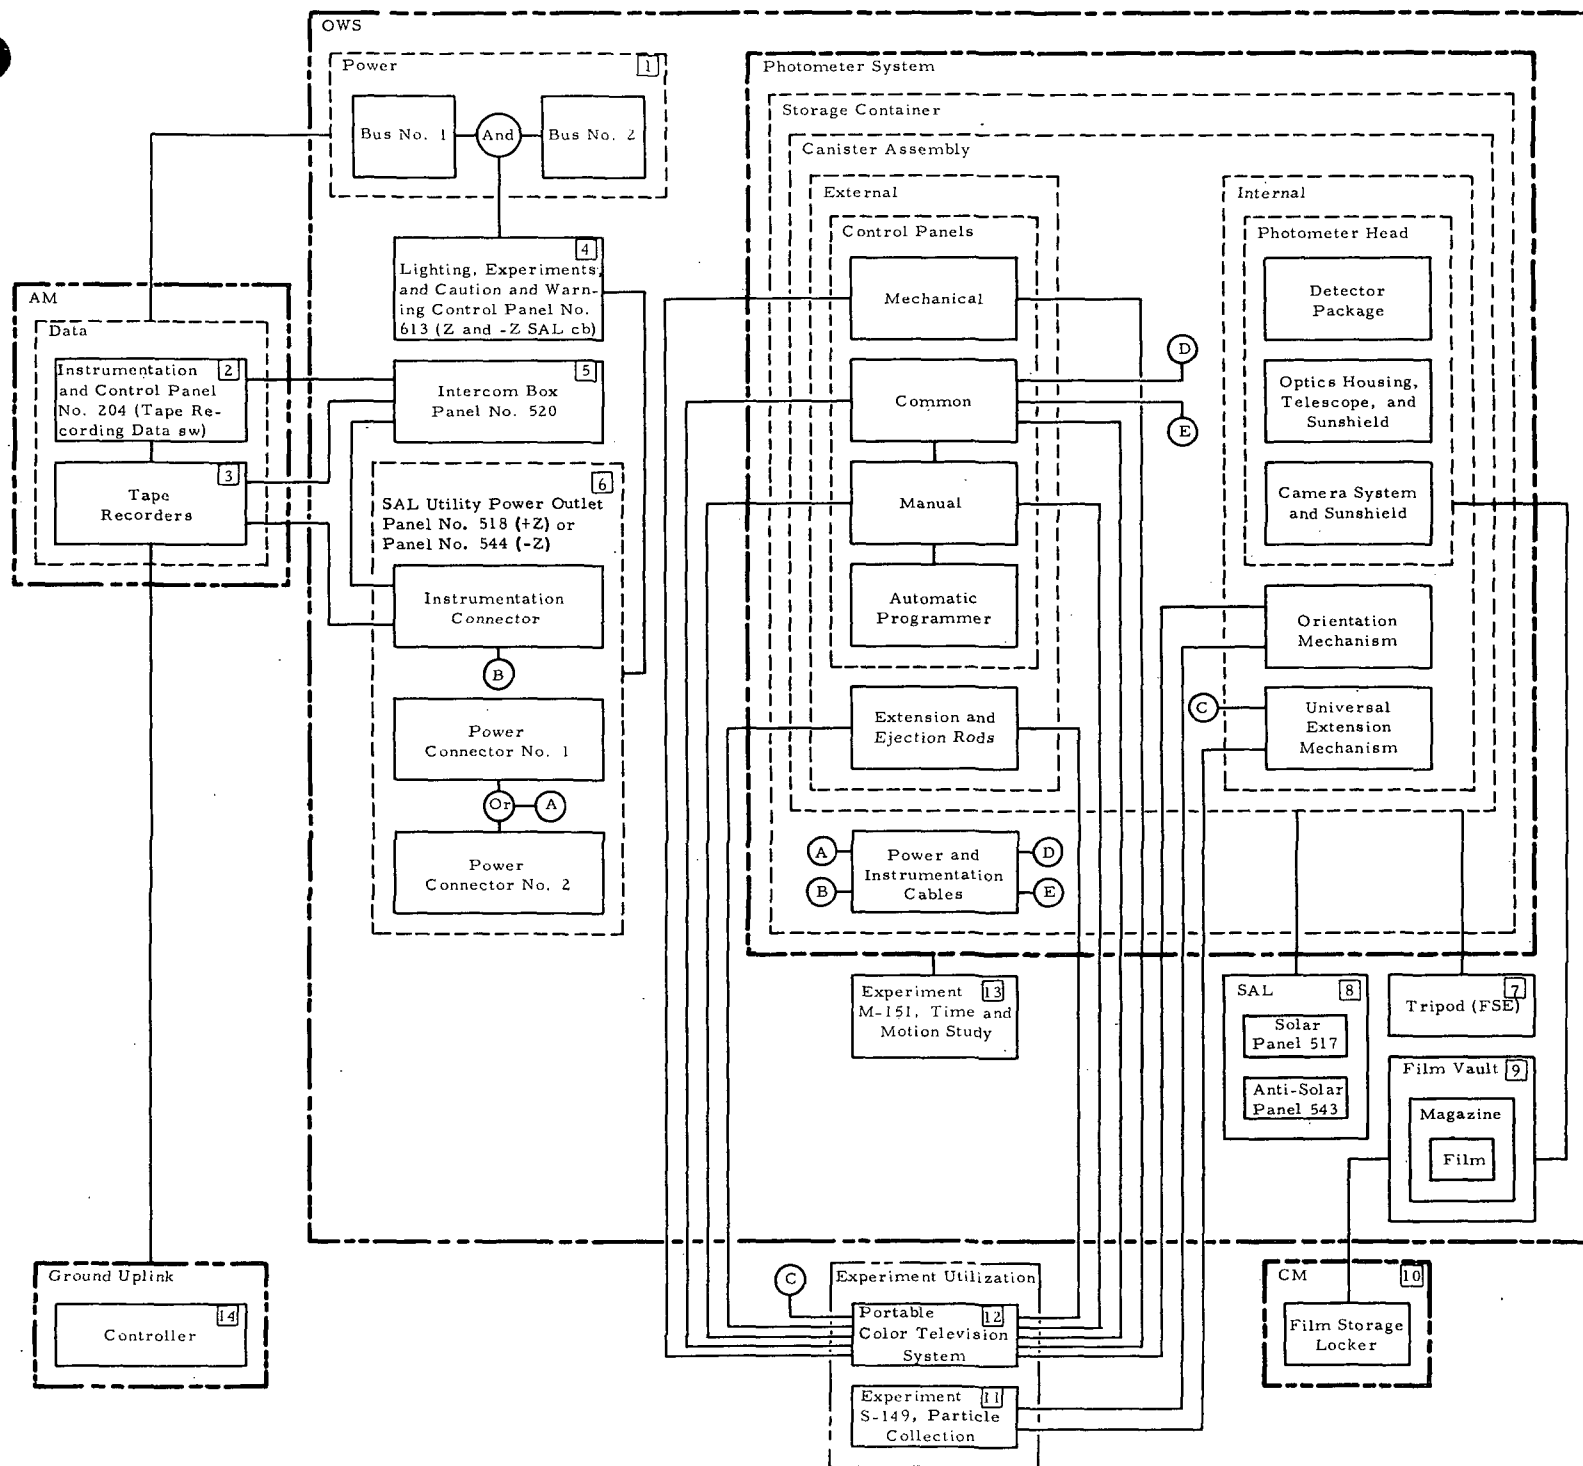 OWS
Power
1
Bus No. 1
And
Bus No. 2
4
Lighting, Experiments,
and Caution and Warn-
ing Control Panel No.
613 (Z and -Z SAL cb)
AM
Data
Instrumentation
2
and Control Panel
No. 204 (Tape Re-
cording Data sw)
3
Tape
Recorders
5
Intercom Box
Panel No. 520
6
SAL Utility Power Outlet
Panel No. 518 (+Z) or
Panel No. 544 (-Z)
Instrumentation
Connector
B
Power
Connector No. 1
Or
A
Power
Connector No. 2
Photometer System
Storage Container
Canister Assembly
External
Control Panels
Mechanical
Common
Manual
Automatic
Programmer
Extension and
Ejection Rods
D
E
Internal
Photometer Head
Detector
Package
Optics Housing,
Telescope, and
Sunshield
Camera System
and Sunshield
Orientation
Mechanism
C
Universal
Extension
Mechanism
A
B
Power and
Instrumentation
Cables
D
E
Experiment
13
M-151, Time and
Motion Study
SAL
8
Solar
Panel 517
Anti-Solar
Panel 543
7
Tripod (FSE)
Film Vault
9
Magazine
Film
Ground Uplink
14
Controller
C
Experiment Utilization
Portable
12
Color Television
System
Experiment
11
S-149, Particle
Collection
CM
10
Film Storage
Locker